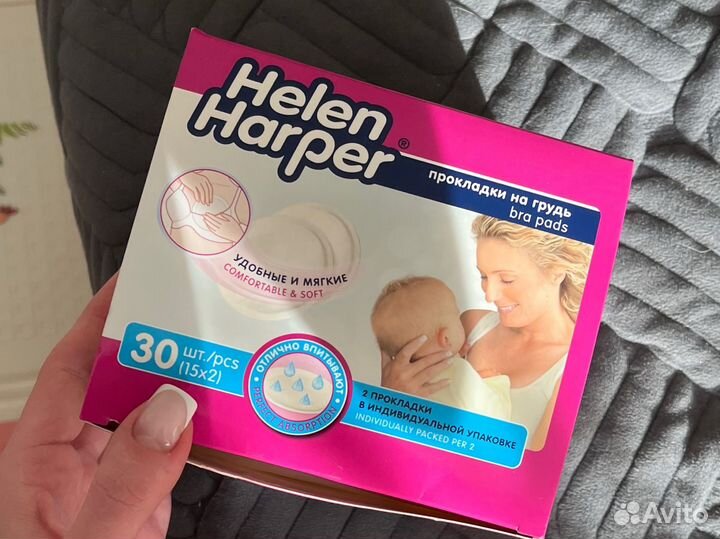 Helen
Harper®
прокладки на грудь
bra pads
УДОБНЫЕ И МЯГКИЕ
COMFORTABLE & SOFT
30 ШТ./pcs
(15x2)
ОТЛИЧНО ВПИТЫВАЮТ
PERFECT ABSORPTION
2 ПРОКЛАДКИ
В ИНДИВИДУАЛЬНОЙ УПАКОВКЕ
INDIVIDUALLY PACKED PER 2
Avito